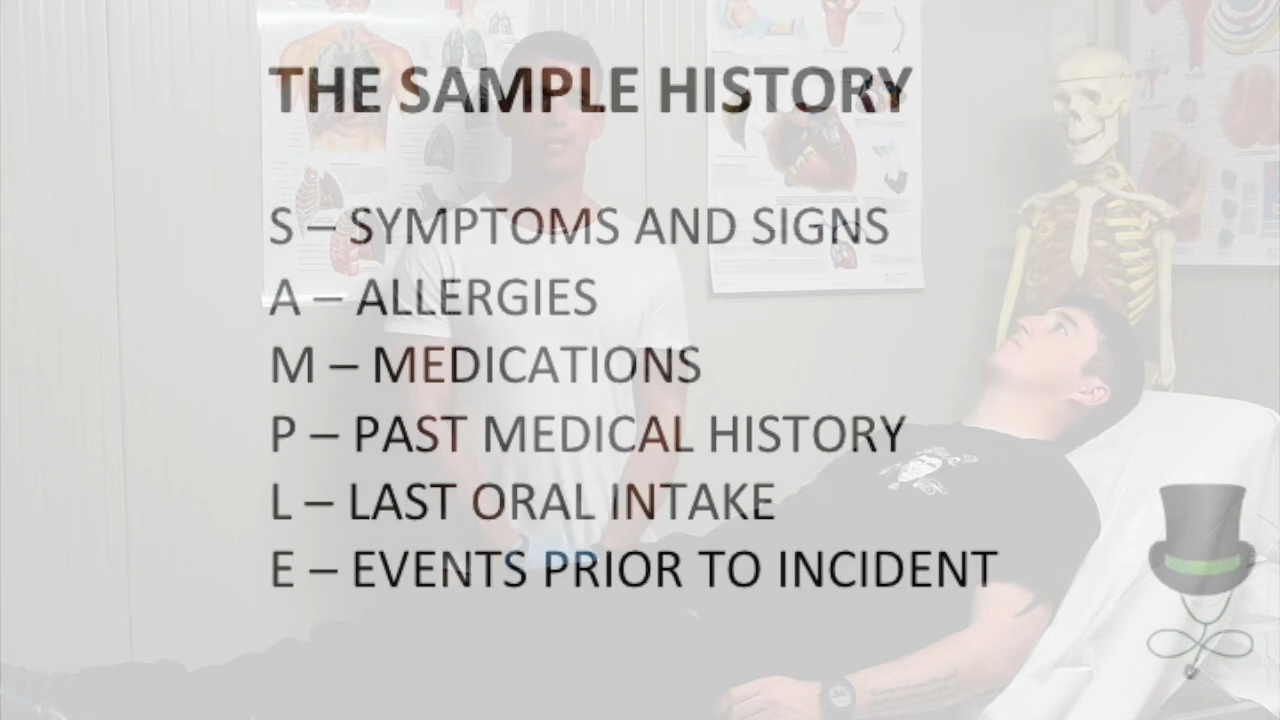 THE SAMPLE HISTORY
S – SYMPTOMS AND SIGNS
A – ALLERGIES
M – MEDICATIONS
P – PAST MEDICAL HISTORY
L – LAST ORAL INTAKE
E – EVENTS PRIOR TO INCIDENT